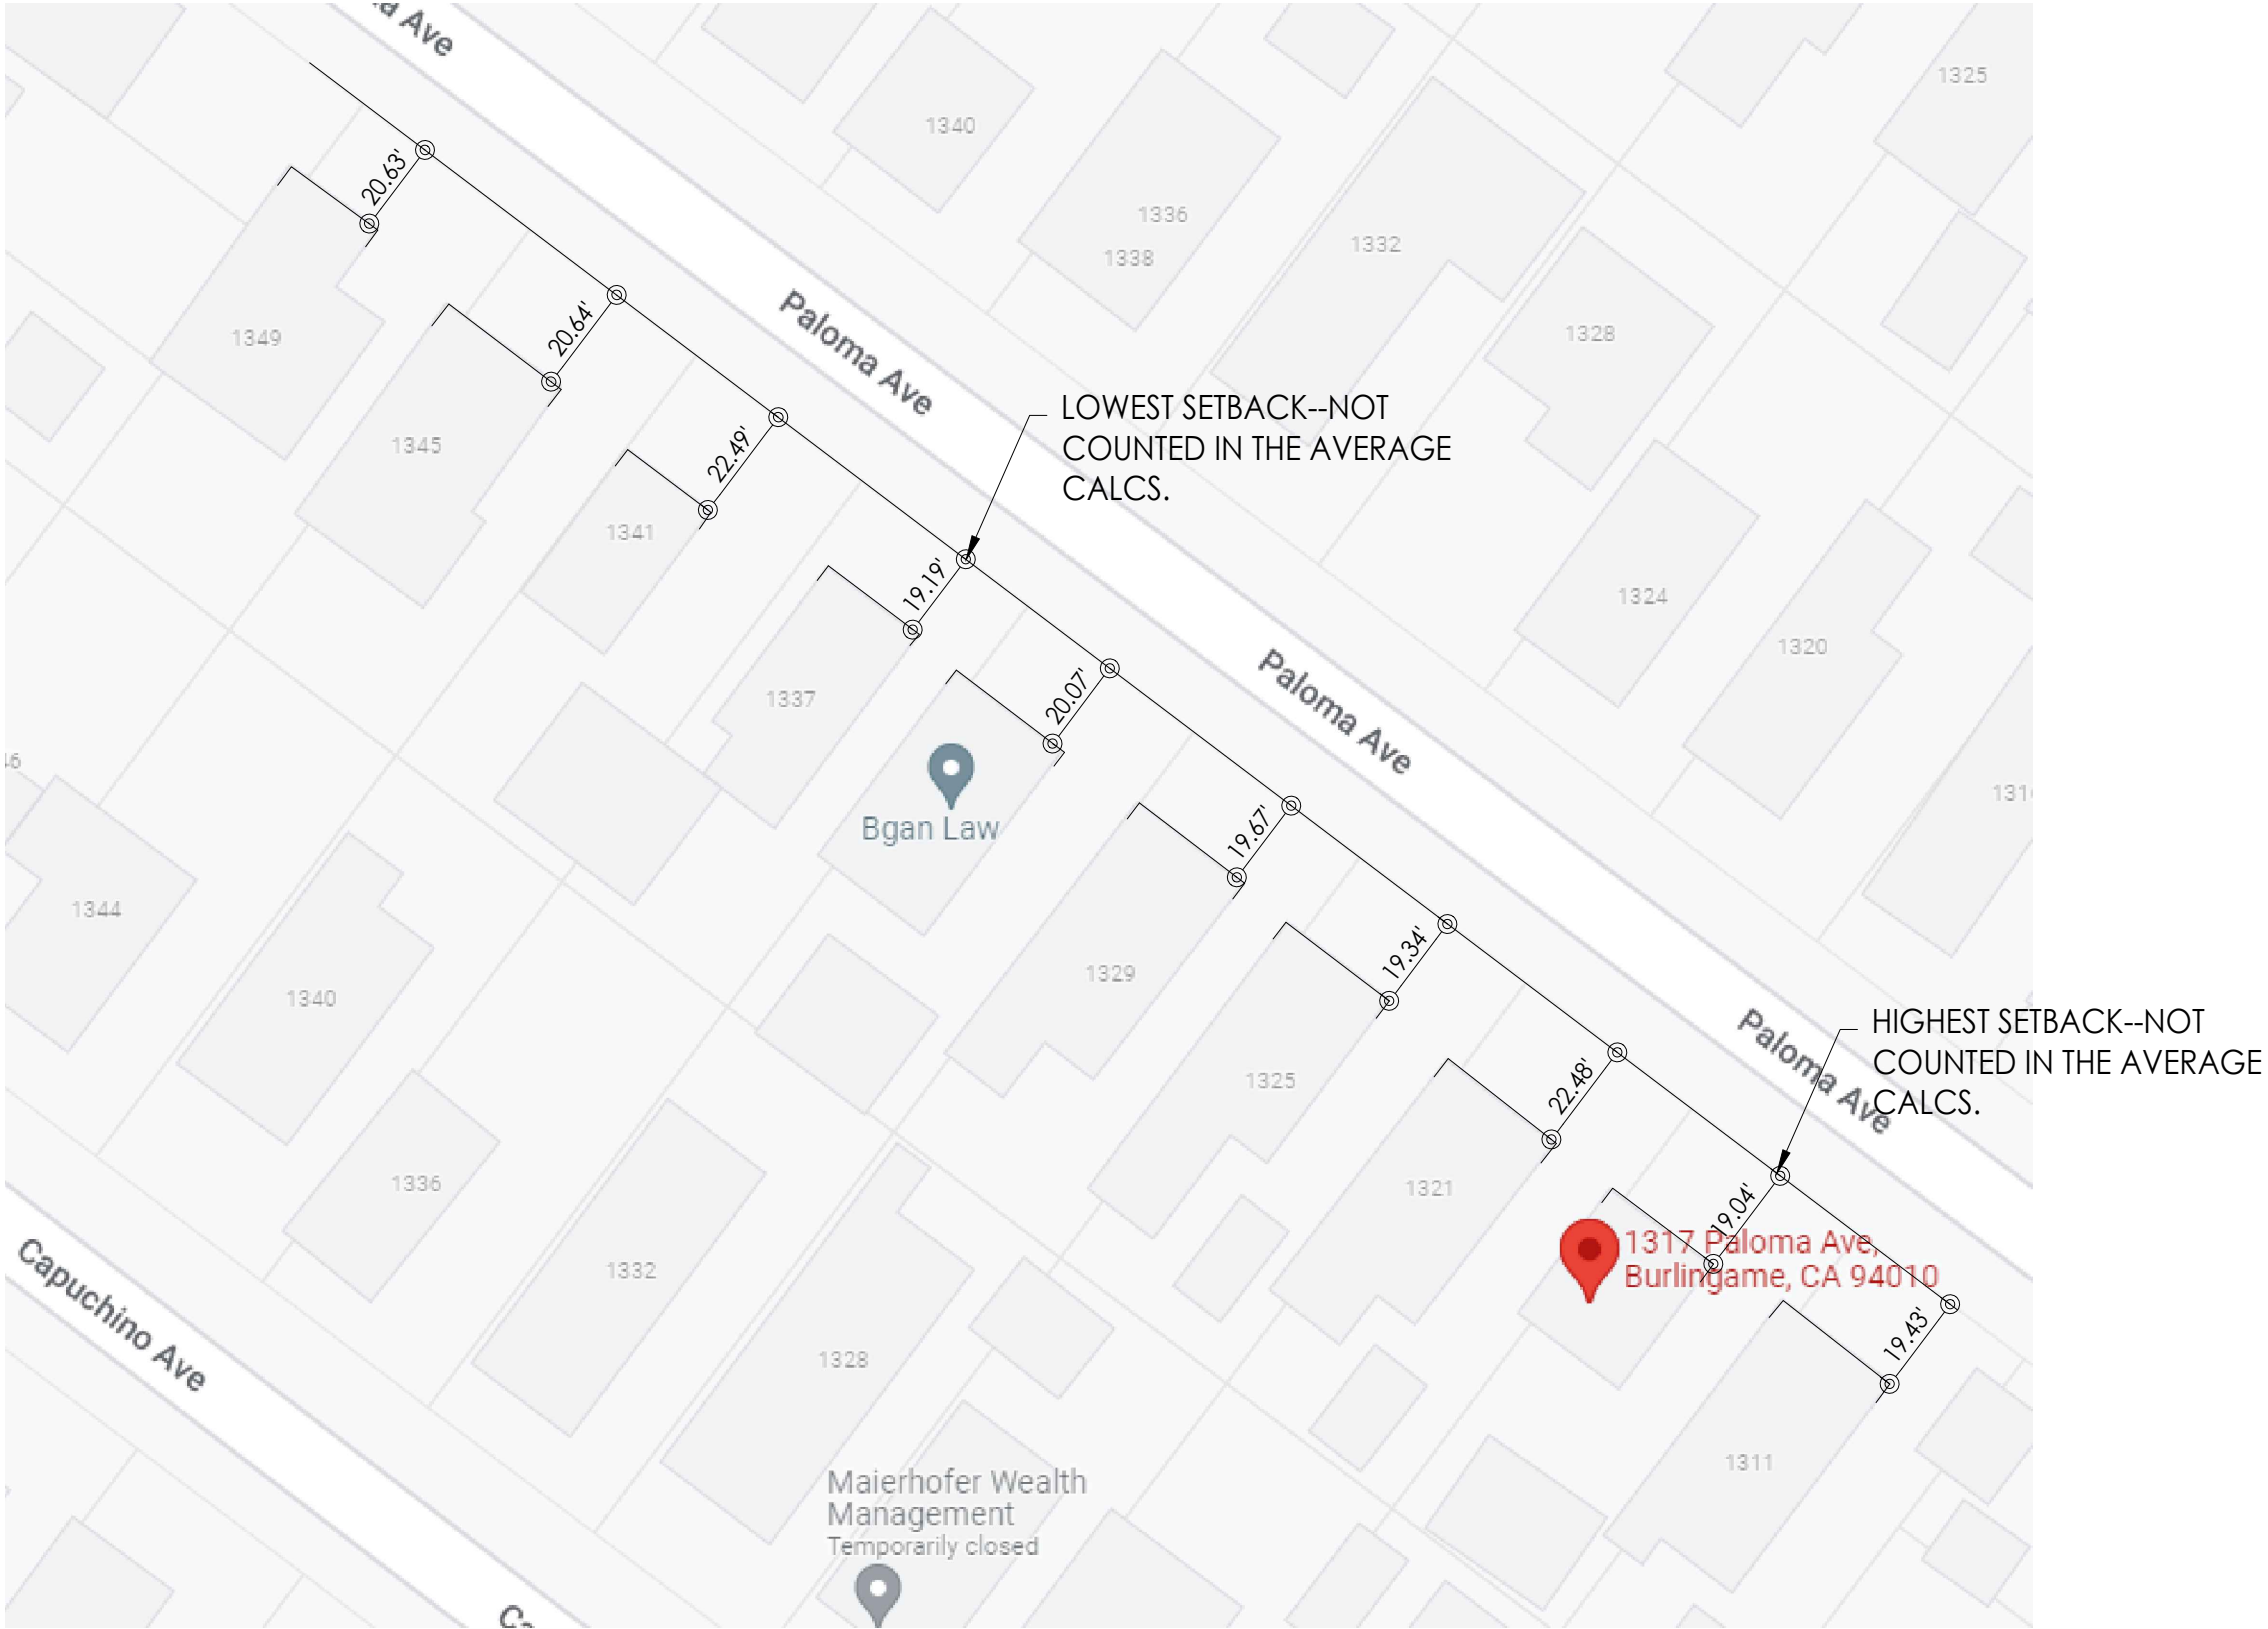 a Ave
1325
1340
20.63'
1336
1332
1338
20.64'
1349
Paloma Ave
1328
LOWEST SETBACK--NOT
COUNTED IN THE AVERAGE
CALCS.
1345
22.49'
1341
19.19'
1324
1320
Paloma Ave
1337
20.07'
Bgan Law
19.67'
1344
19.34'
1329
1340
HIGHEST SETBACK--NOT
COUNTED IN THE AVERAGE
CALCS.
Paloma Ave
22.48'
1325
1336
1321
19.04'
1317 Paloma Ave,
Burlingame, CA 94010
1332
Capuchino Ave
19.43'
1328
1311
Maierhofer Wealth
Management
Temporarily closed